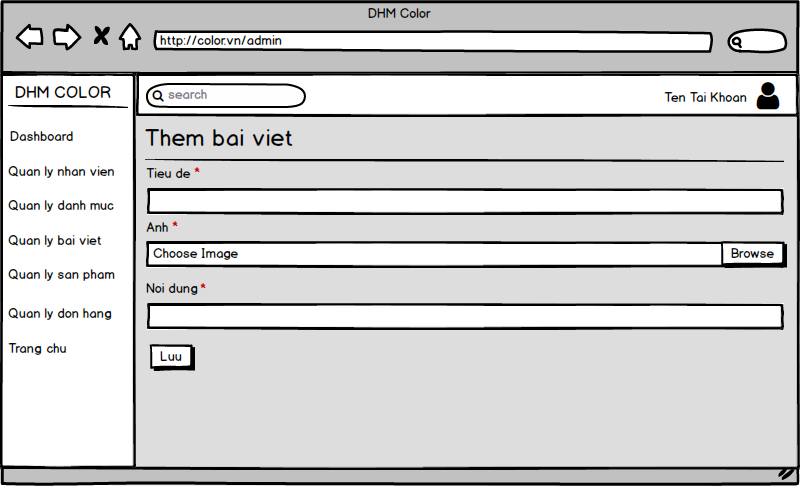 DHM Color
http://color.vn/admin
DHM COLOR
search
Ten Tai Khoan
Dashboard
Quan ly nhan vien
Quan ly danh muc
Quan ly bai viet
Quan ly san pham
Quan ly don hang
Trang chu
Them bai viet
Tieu de *
Anh *
Choose Image
Browse
Noi dung *
Luu